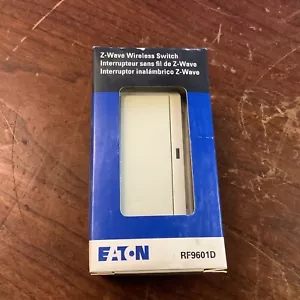 Z-Wave Wireless Switch
Interrupteur sans fil de Z-Wave
Interruptor inalámbrico Z-Wave
EATON
RF9601D